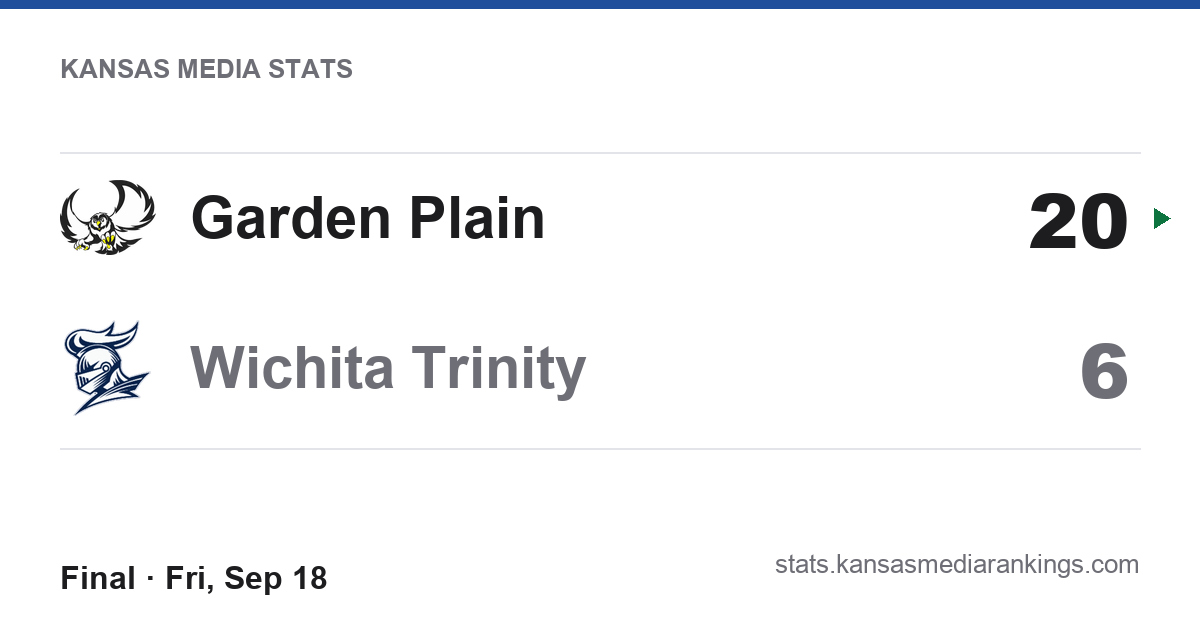 KANSAS MEDIA STATS
Garden Plain 20
Wichita Trinity 6
Final · Fri, Sep 18
stats.kansasmediarankings.com